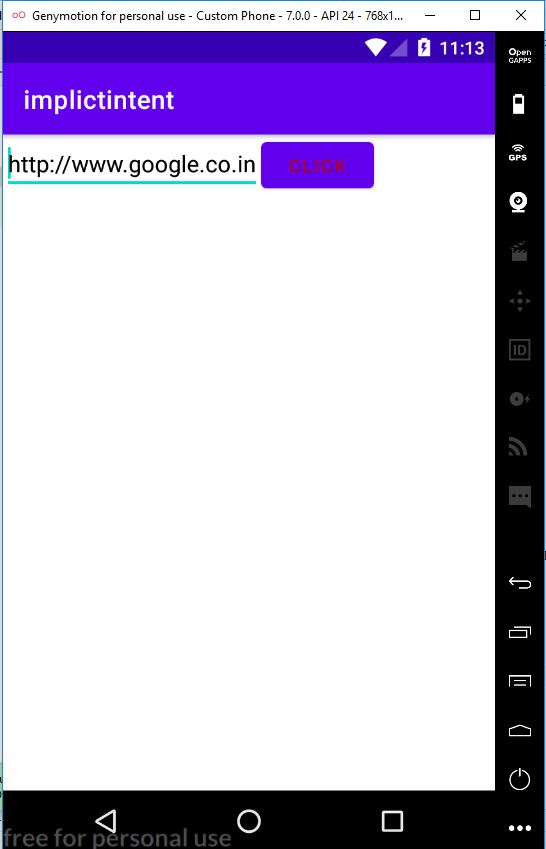 Genymotion for personal use - Custom Phone - 7.0.0 - API 24 - 768x1...
11:13
Open
GAPPS
implictintent
GPS
http://www.google.co.in
CLICK
ID
free for personal use